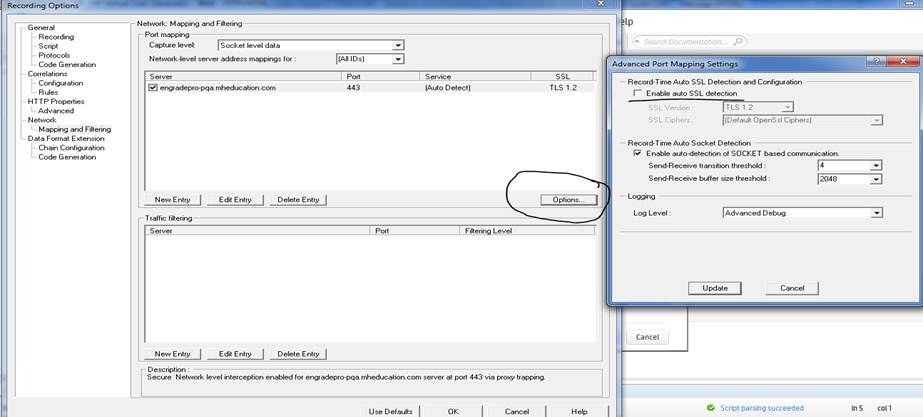 Recording Options
General
Recording
Script
Protocols
Code Generation
Correlations
Configuration
Rules
HTTP Properties
Advanced
Network
Mapping and Filtering
Data Format Extension
Chain Configuration
Code Generation
Network: Mapping and Filtering
Port mapping
Capture level: Socket level data
Network-level server address mappings for : (All IDs)
Server Port Service SSL
engradepro-pqa.mheducation.com 443 (Auto Detect) TLS 1.2
New Entry Edit Entry Delete Entry Options...
Traffic filtering
Server Port Filtering Level
New Entry Edit Entry Delete Entry
Description :
Secure Network level interception enabled for engradepro-pqa.mheducation.com server at port 443 via proxy trapping.
Use Defaults OK Cancel Help
elp
Search Documentation...
Advanced Port Mapping Settings
Record-Time Auto SSL Detection and Configuration
Enable auto SSL detection
SSL Version TLS 1.2
SSL Ciphers : (Default OpenSsl Ciphers)
Record-Time Auto Socket Detection
Enable auto-detection of SOCKET based communication.
Send-Receive transition threshold : 4
Send-Receive buffer size threshold : 2048
Logging
Log Level : Advanced Debug
Update Cancel
Cancel
Script parsing succeeded ln 5 col 1